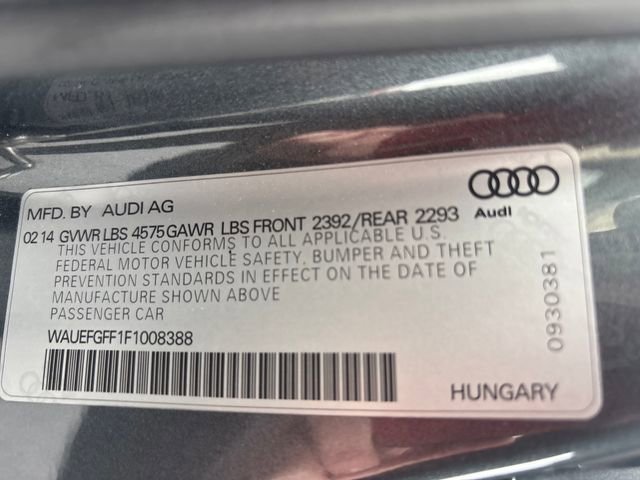 MFD. BY AUDI AG
Audi
02 14 GVWR LBS 4575 GAWR LBS FRONT 2392/REAR 2293
THIS VEHICLE CONFORMS TO ALL APPLICABLE U.S.
FEDERAL MOTOR VEHICLE SAFETY, BUMPER AND THEFT
PREVENTION STANDARDS IN EFFECT ON THE DATE OF
MANUFACTURE SHOWN ABOVE
PASSENGER CAR
WAUEFGFF1F1008388
HUNGARY
0930381